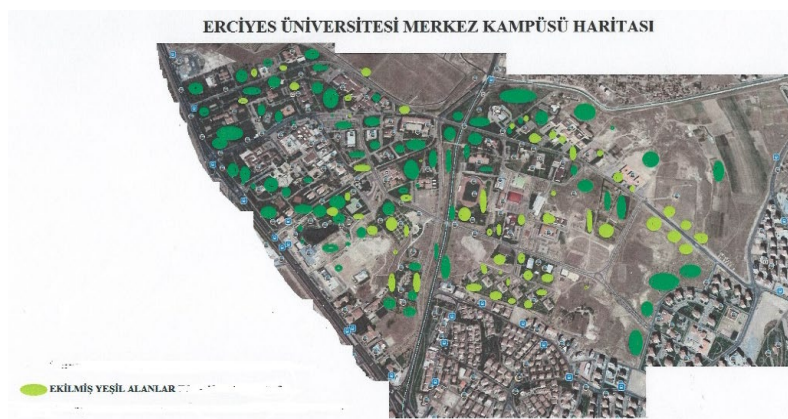 ERCİYES ÜNİVERSİTESİ MERKEZ KAMPÜSÜ HARİTASI
EKİLMİŞ YEŞİL ALANLAR